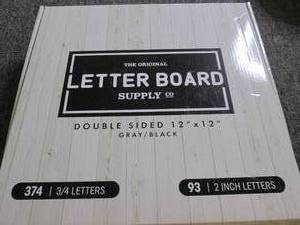 THE ORIGINAL
LETTER BOARD
SUPPLY CO
DOUBLE SIDED 12"x12"
GRAY/BLACK
374 | 3/4 LETTERS
93 | 2 INCH LETTERS